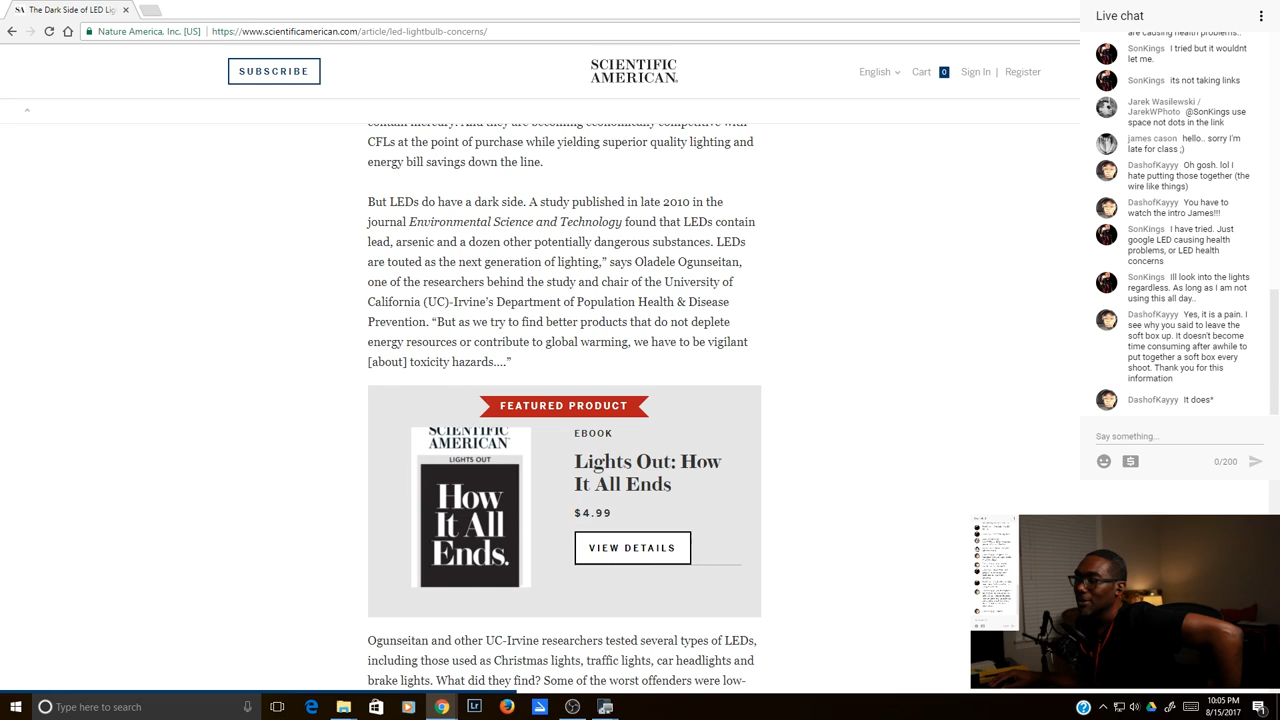 SA The Dark Side of LED Lig
Nature America, Inc. [US] https://www.scientificamerican.com/article/led-lightbulb-concerns/
SUBSCRIBE
SCIENTIFIC
AMERICAN.
English
Cart 0
Sign In | Register
CFLs at the point of purchase while yielding superior quality lighting and
energy bill savings down the line.
But LEDs do have a dark side. A study published in late 2010 in the
journal Environmental Science and Technology found that LEDs contain
lead, arsenic and a dozen other potentially dangerous substances. LEDs
are touted as the next generation of lighting,” says Oladele Ogunseitan,
one of the researchers behind the study and chair of the University of
California (UC)-Irvine’s Department of Population Health & Disease
Prevention. “But as we try to find better products that do not deplete
energy resources or contribute to global warming, we have to be vigilant
[about] toxicity hazards....”
FEATURED PRODUCT
SCIENTIFIC
AMERICAN
LIGHTS OUT
How
It All
Ends.
EBOOK
Lights Out: How
It All Ends
$4.99
VIEW DETAILS
Ogunseitan and other UC-Irvine researchers tested several types of LEDs,
including those used as Christmas lights, traffic lights, car headlights and
brake lights. What did they find? Some of the worst offenders were low-
Live chat
are causing health problems..
SonKings I tried but it wouldnt
let me.
SonKings its not taking links
Jarek Wasilewski /
JarekWPhoto @SonKings use
space not dots in the link
james cason hello.. sorry I'm
late for class ;)
DashofKayyy Oh gosh. lol I
hate putting those together (the
wire like things)
DashofKayyy You have to
watch the intro James!!!
SonKings I have tried. Just
google LED causing health
problems, or LED health
concerns
SonKings Ill look into the lights
regardless. As long as I am not
using this all day..
DashofKayyy Yes, it is a pain. I
see why you said to leave the
soft box up. It doesn't become
time consuming after awhile to
put together a soft box every
shoot. Thank you for this
information
DashofKayyy It does*
Say something...
0/200
Type here to search
10:05 PM
8/15/2017